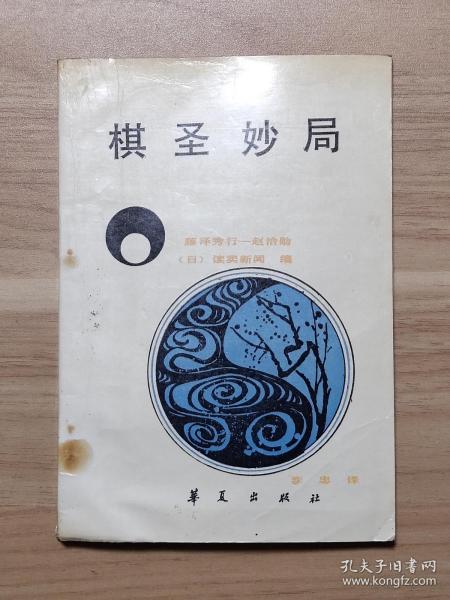 棋圣妙局
藤泽秀行—赵治勋
（日）读卖新闻 编
李忠译
华夏出版社
孔夫子旧书网
www.kongfz.com